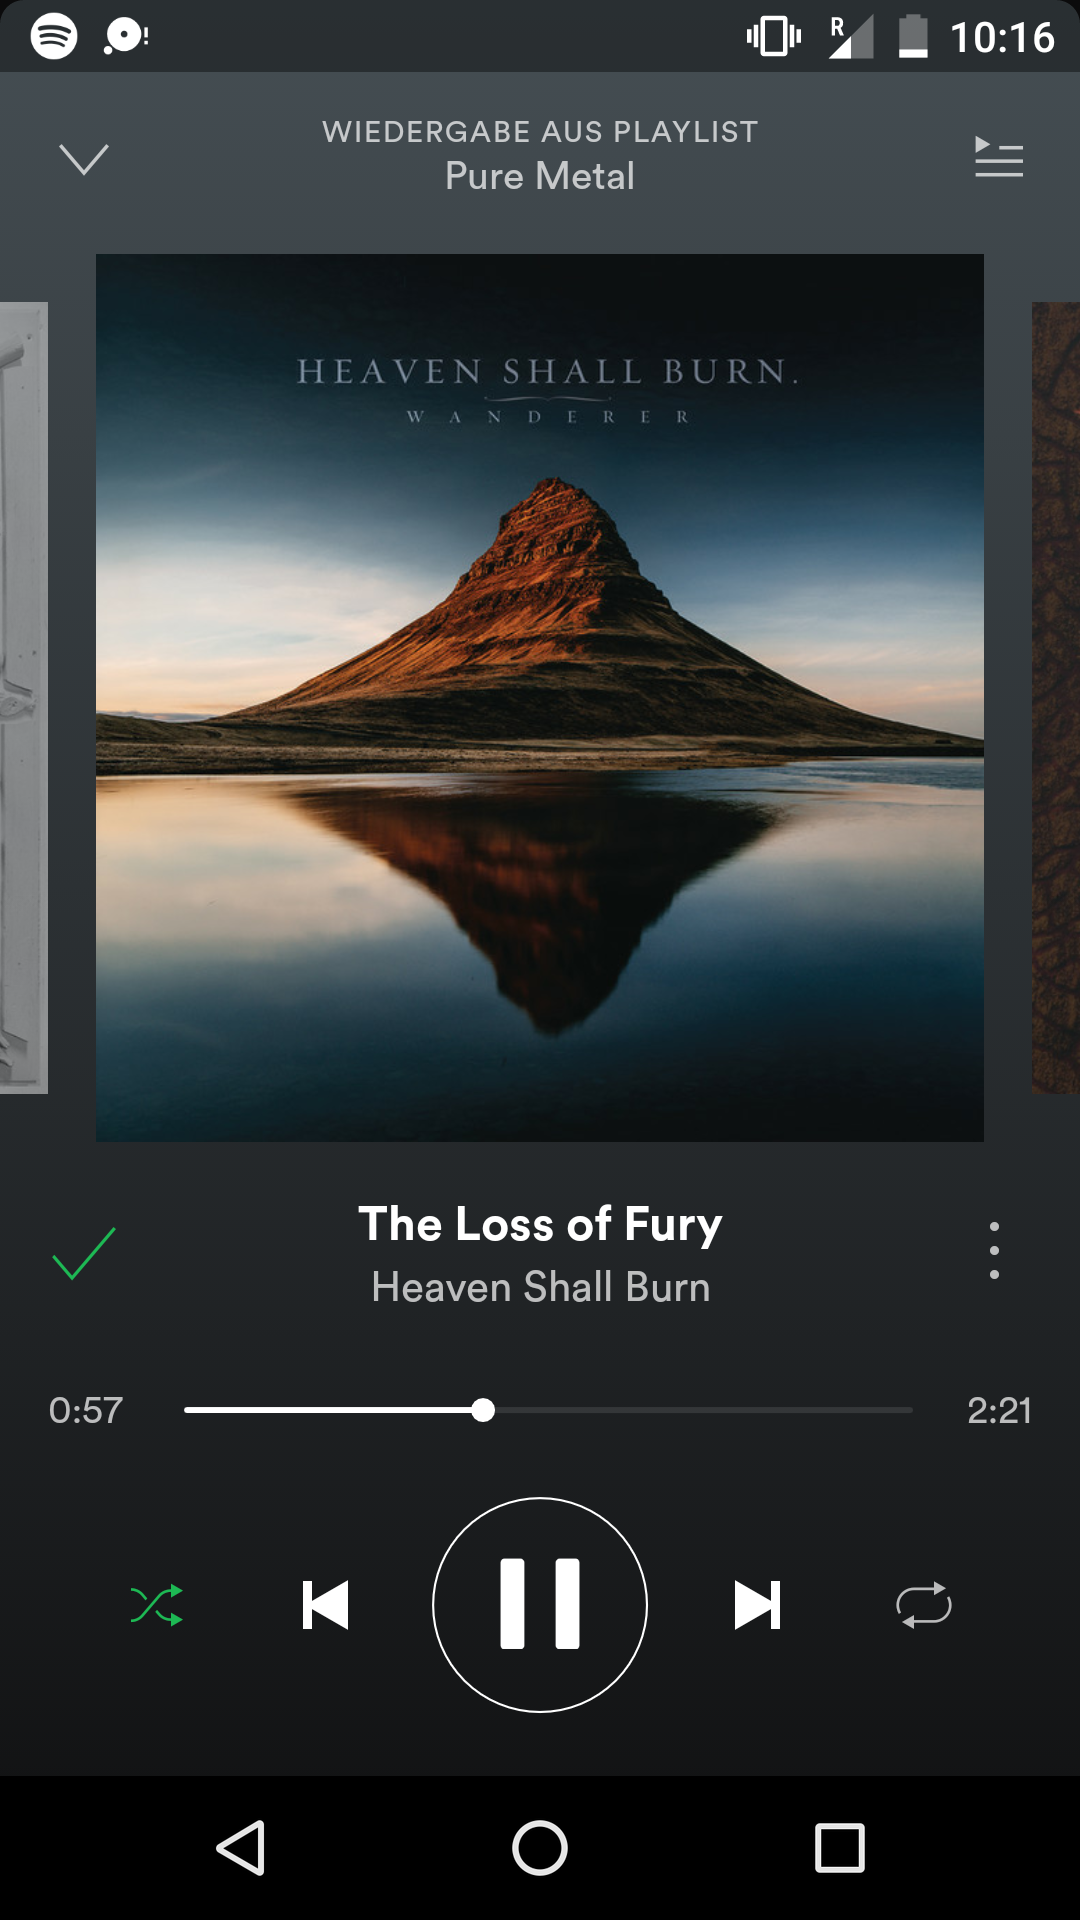 R
10:16
WIEDERGABE AUS PLAYLIST
Pure Metal
HEAVEN SHALL BURN.
WANDERER
The Loss of Fury
Heaven Shall Burn
0:57
2:21